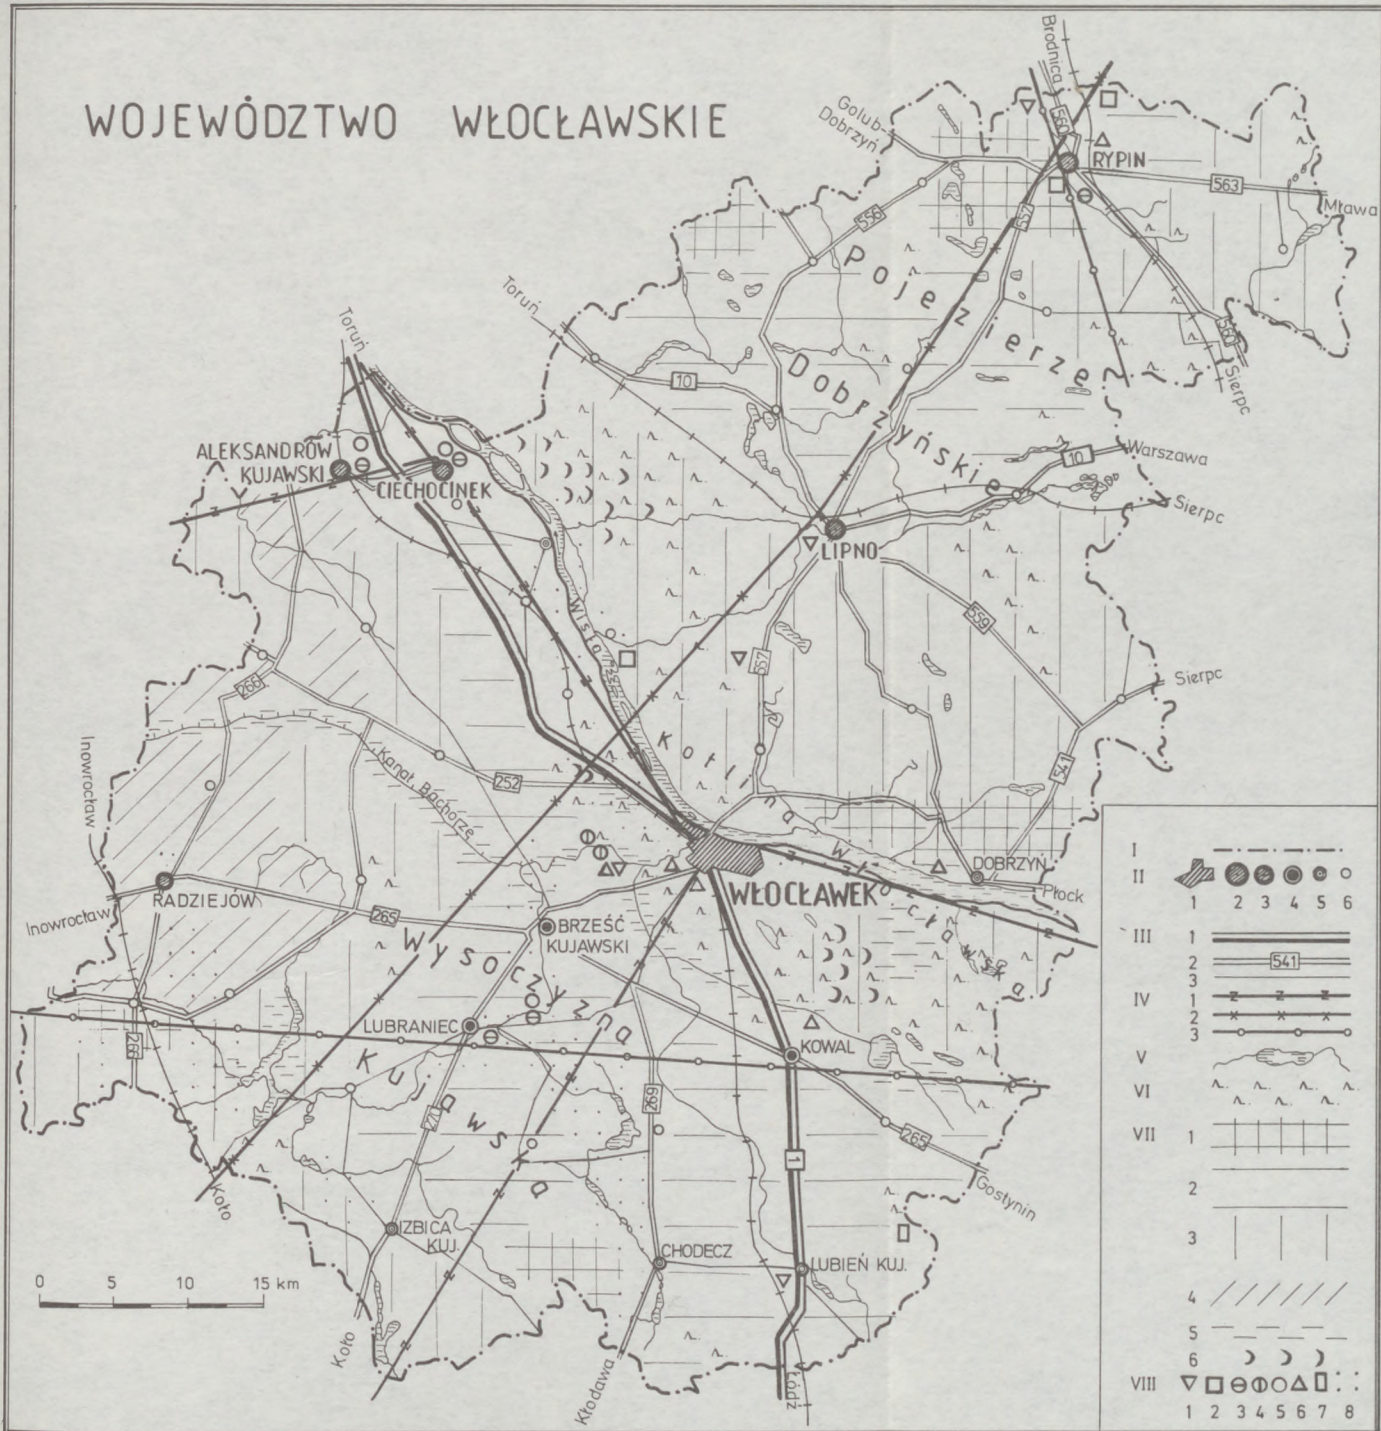 WOJEWÓDZTWO WŁOCŁAWSKIE
Brodnica
Golub-
Dobrzyń
560
RYPIN
563
Mława
556
557
Pojezierze
Dobrzyńskie
560
Sierpc
Toruń
Toruń
10
ALEKSANDRÓW
KUJAWSKI
CIECHOCINEK
10
Warszawa
Sierpc
LIPNO
Wisła
557
559
Sierpc
266
Kotlina
Włocławska
541
Inowrocław
Kanał Bachorze
252
DOBRZYŃ
Płock
WŁOCŁAWEK
RADZIEJÓW
Inowrocław
265
BRZEŚĆ
KUJAWSKI
Wysoczyzna
Kujawska
LUBRANIEC
KOWAL
266
269
265
1
Gostynin
Koło
IZBICA
KUJ.
CHODECZ
LUBIEŃ KUJ.
0 5 10 15 km
Koło
Kłodawa
Łódź
I
II
1 2 3 4 5 6
III 1
2 541
3
IV 1
2
3
V
VI
VII 1
2
3
4
5
6
VIII
1 2 3 4 5 6 7 8